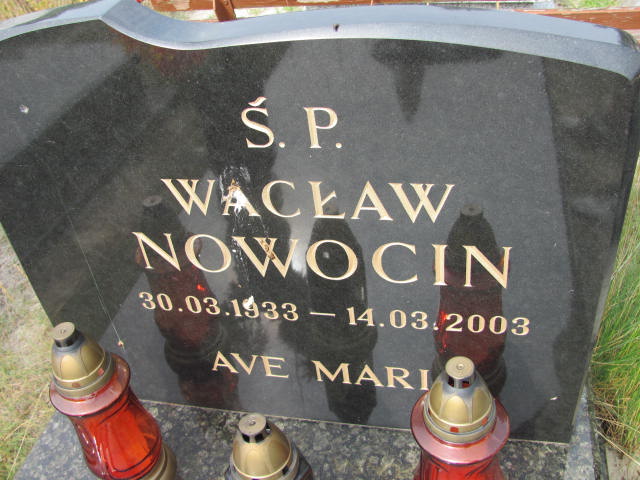 Ś. P.
WACŁAW
NOWOCIN
30.03.1933 – 14.03.2003
AVE MARI